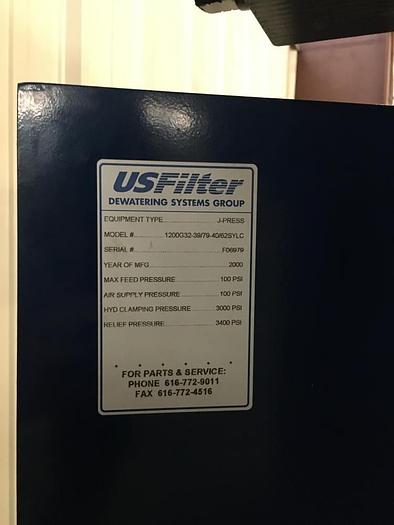 USFilter
DEWATERING SYSTEMS GROUP
EQUIPMENT TYPE J-PRESS
MODEL # 1200G32-39/79-40/62SYLC
SERIAL # F06979
YEAR OF MFG 2000
MAX FEED PRESSURE 100 PSI
AIR SUPPLY PRESSURE 100 PSI
HYD CLAMPING PRESSURE 3000 PSI
RELIEF PRESSURE 3400 PSI
FOR PARTS & SERVICE:
PHONE 616-772-9011
FAX 616-772-4516